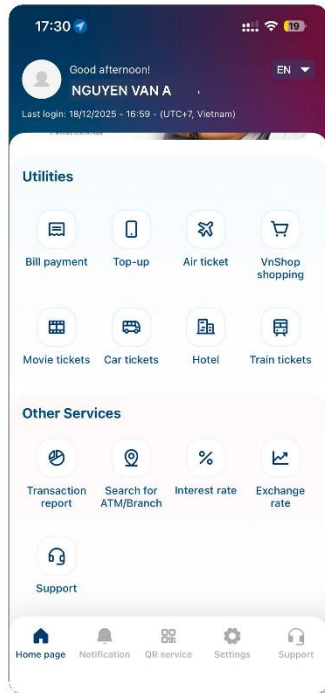 17:30
19
Good afternoon!
EN
NGUYEN VAN A
Last login: 18/12/2025 - 16:59 - (UTC+7, Vietnam)
Utilities
Bill payment Top-up Air ticket VnShop
shopping
Movie tickets Car tickets Hotel Train tickets
Other Services
Transaction Search for Interest rate Exchange
report ATM/Branch rate
Support
Home page Notification QR service Settings Support